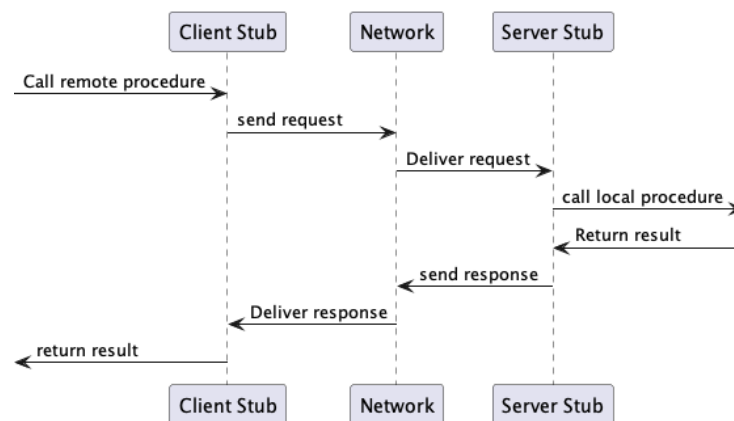 Client Stub
Network
Server Stub
Call remote procedure
send request
Deliver request
call local procedure
Return result
send response
Deliver response
return result
Client Stub
Network
Server Stub